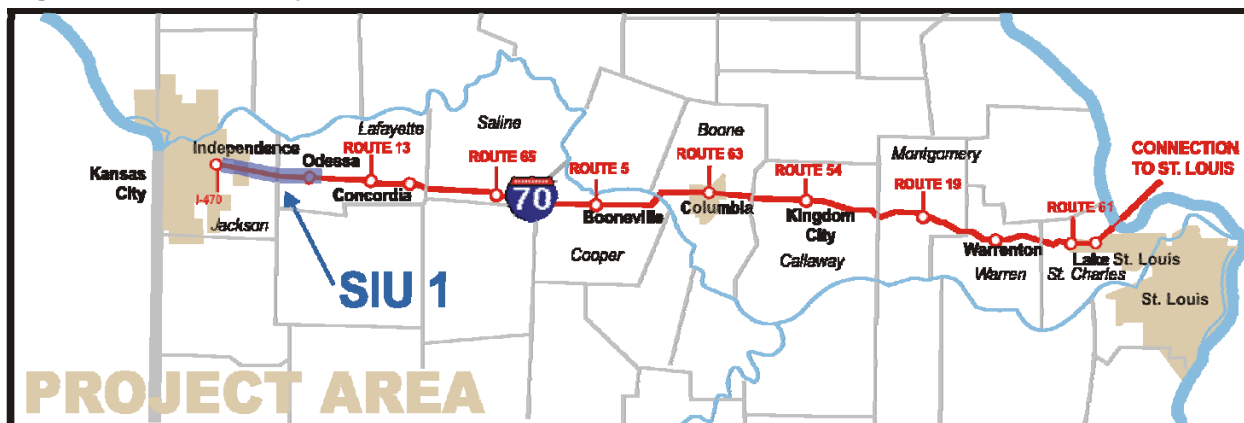 Kansas
City
Independence
I-470
Jackson
Odessa
Lafayette
ROUTE 13
Concordia
SIU 1
Saline
ROUTE 65
70
ROUTE 5
Booneville
Cooper
Boone
ROUTE 63
Columbia
ROUTE 54
Kingdom
City
Callaway
Montgomery
ROUTE 19
Warrenton
Warren
ROUTE 61
CONNECTION
TO ST. LOUIS
Lake St. Louis
St. Charles
St. Louis
PROJECT AREA